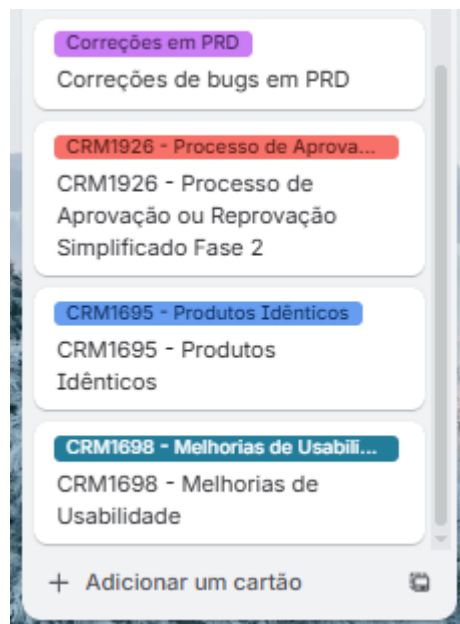 Correções em PRD
Correções de bugs em PRD
CRM1926 - Processo de Aprova...
CRM1926 - Processo de
Aprovação ou Reprovação
Simplificado Fase 2
CRM1695 - Produtos Idênticos
CRM1695 - Produtos
Idênticos
CRM1698 - Melhorias de Usabili...
CRM1698 - Melhorias de
Usabilidade
+ Adicionar um cartão